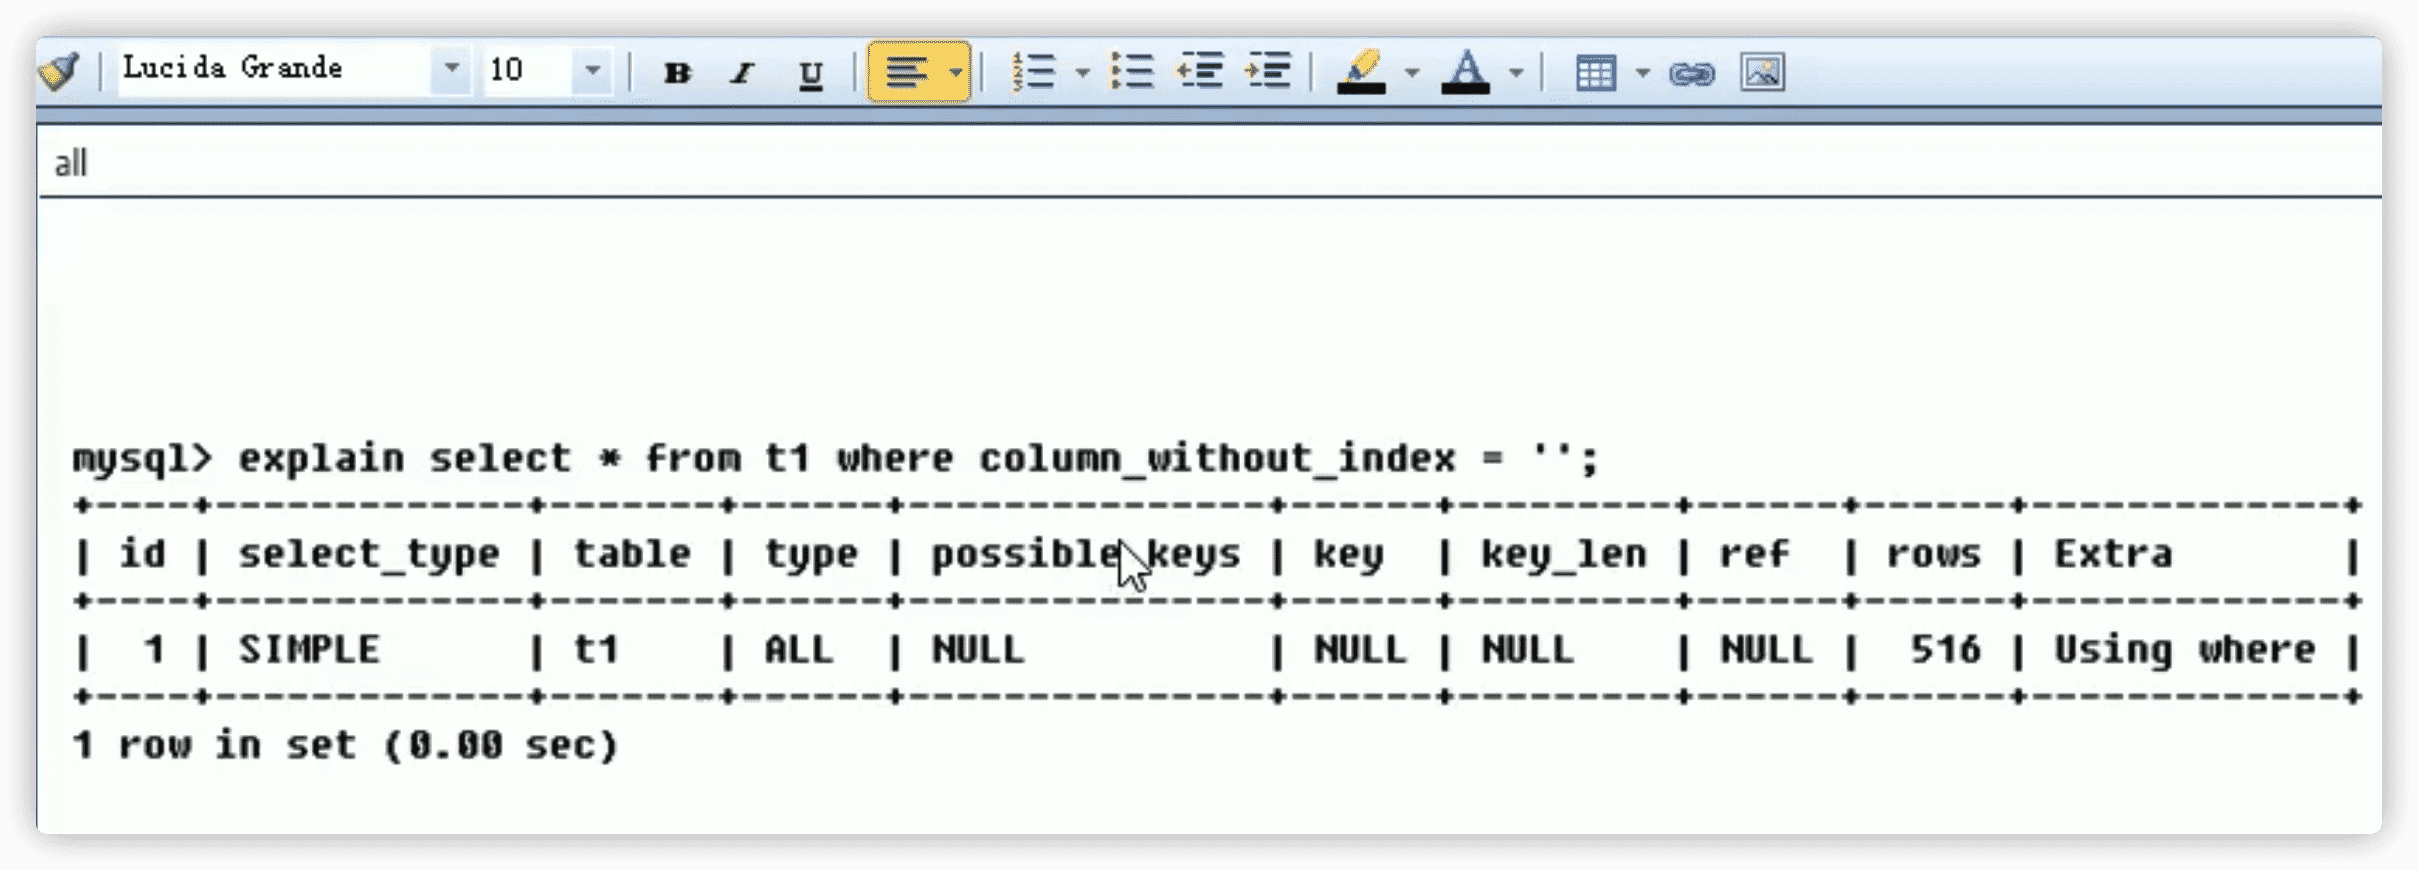 Lucida Grande 10 B I U A
all
mysql> explain select * from t1 where column_without_index = '';
+----+-------------+-------+------+---------------+------+---------+------+------+-------------+
| id | select_type | table | type | possible_keys | key  | key_len | ref  | rows | Extra       |
+----+-------------+-------+------+---------------+------+---------+------+------+-------------+
|  1 | SIMPLE      | t1    | ALL  | NULL          | NULL | NULL    | NULL |  516 | Using where |
+----+-------------+-------+------+---------------+------+---------+------+------+-------------+
1 row in set (0.00 sec)